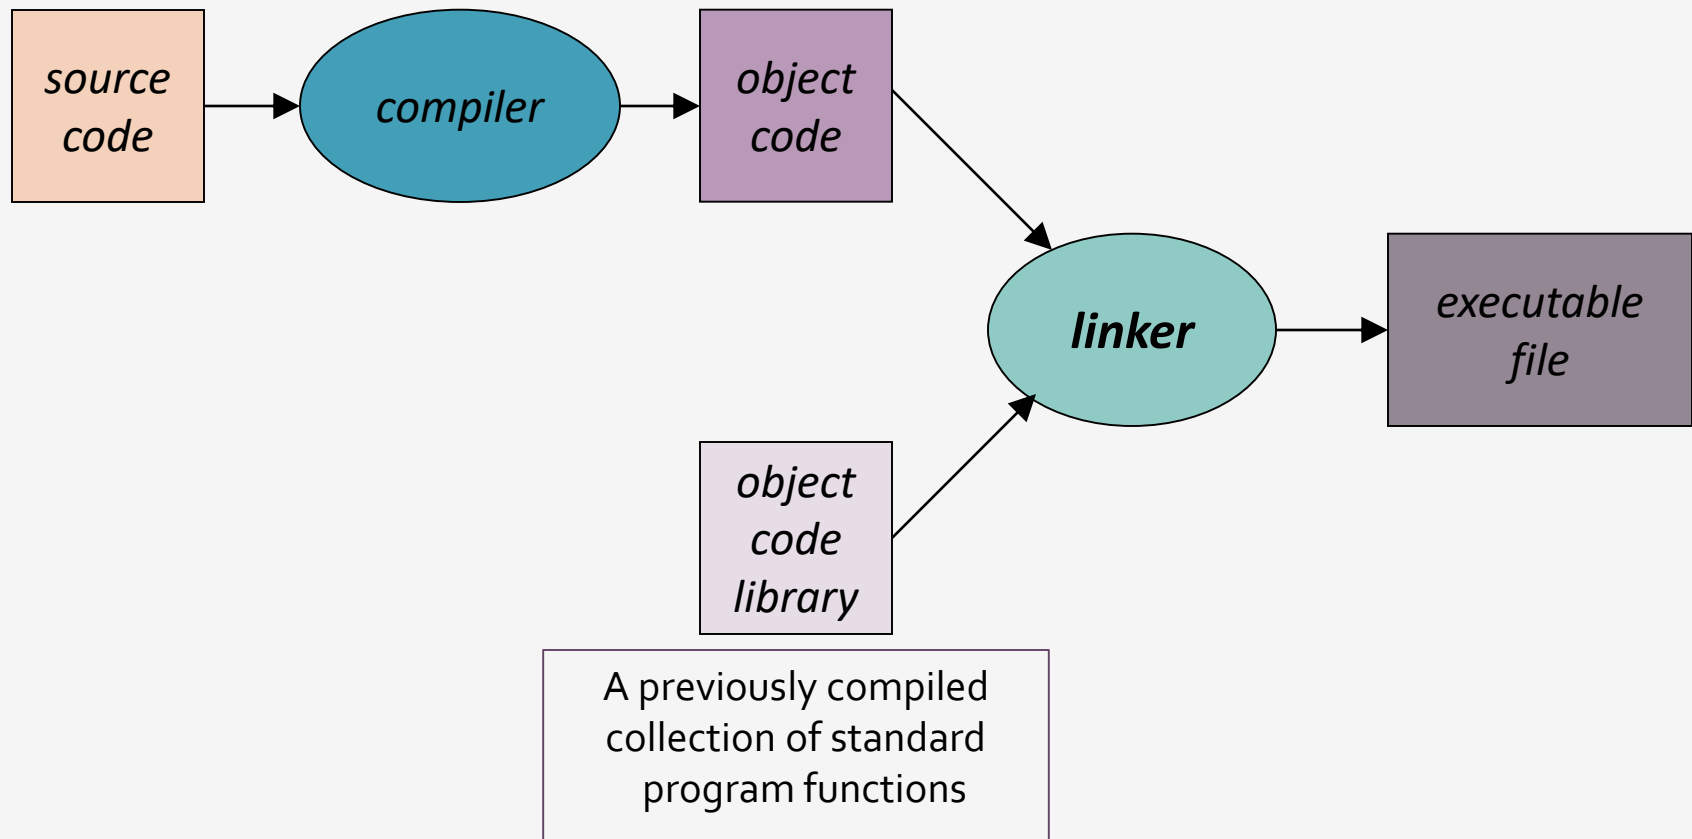 source
code
compiler
object
code
linker
executable
file
object
code
library
A previously compiled
collection of standard
program functions